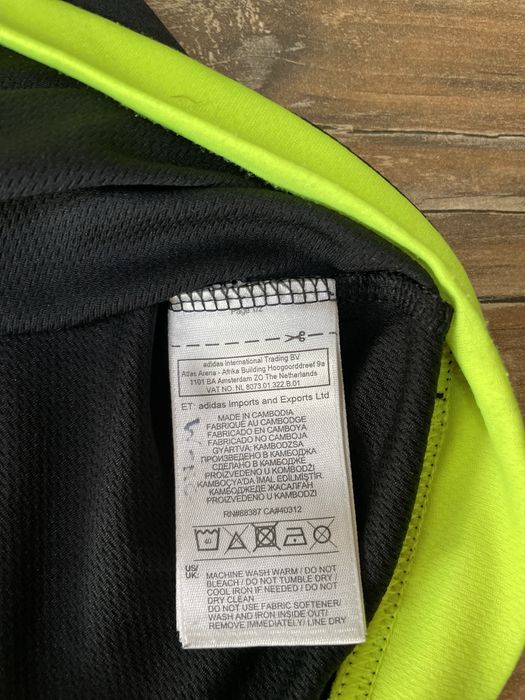 Page 1/2
adidas International Trading BV
Atlas Arena - Afrika Building Hoogoorddreef 9a
1101 BA Amsterdam ZO The Netherlands
VAT NO. NL 8073.01.322.B.01
ET: adidas Imports and Exports Ltd
MADE IN CAMBODIA
FABRIQUE AU CAMBODGE
FABRICADO EN CAMBOYA
FABRICADO NO CAMBOJA
GYÁRTVA: KAMBODZSA
ПРОИЗВЕДЕНО В КАМБОДЖА
СДЕЛАНО В КАМБОДЖЕ
PROIZVEDENO U KOMBODŽI
KAMBOÇYA'DA İMAL EDİLMİŞTİR.
КАМБОДЖЕДЕ ЖАСАЛҒАН
PROIZVEDENO U KAMBODŽI
RN#88387 CA#40312
US/
UK:
MACHINE WASH WARM / DO NOT
BLEACH / DO NOT TUMBLE DRY /
COOL IRON IF NEEDED / DO NOT
DRY CLEAN
DO NOT USE FABRIC SOFTENER/
WASH AND IRON INSIDE OUT/
REMOVE IMMEDIATELY/ LINE DRY